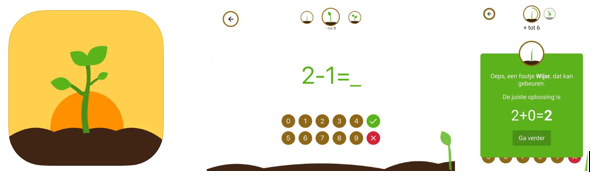 - tot 6
2-1=_
0 1 2 3 4
5 6 7 8 9
+ tot 6
Oeps, een foutje Wijsr, dat kan
gebeuren.
De juiste oplossing is
2+0=2
Ga verder